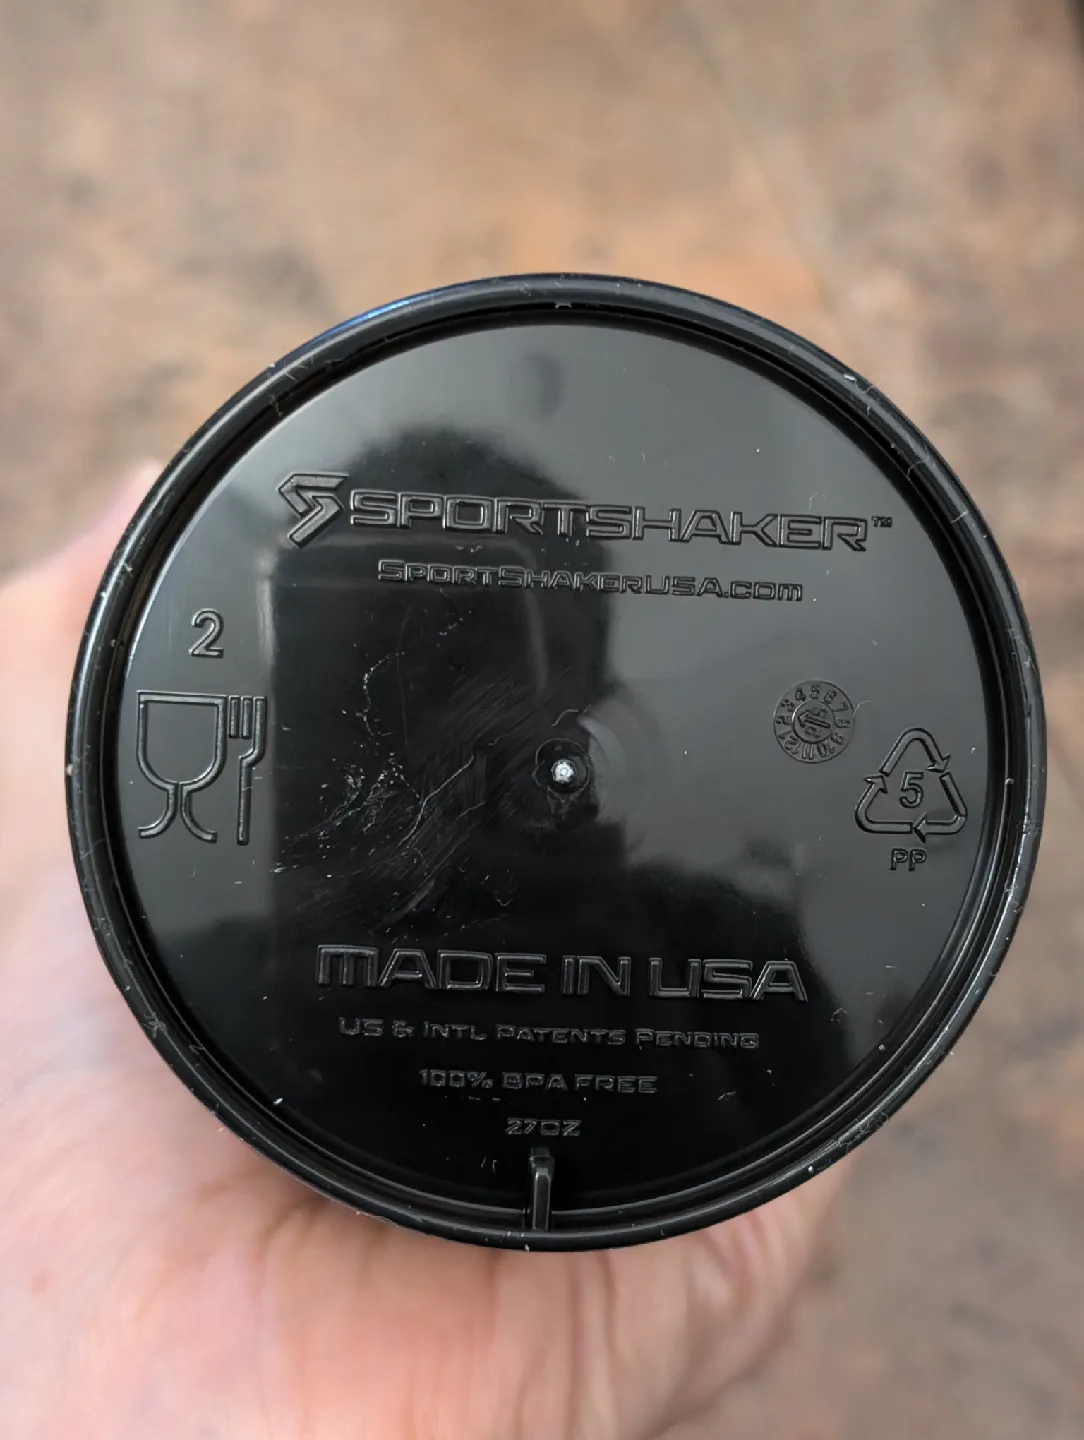 SPORTSHAKER™
SPORTSHAKERUSA.COM
2
5
PP
MADE IN USA
US & INTL PATENTS PENDING
100% BPA FREE
27OZ